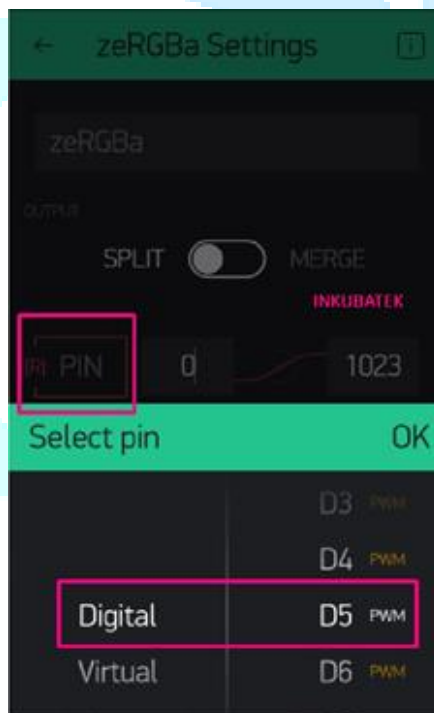 ← zeRGBa Settings i
zeRGBa
OUTPUT
SPLIT MERGE
INKUBATEK
(R) PIN 0 1023
Select pin OK
D3 PWM
D4 PWM
Digital D5 PWM
Virtual D6 PWM